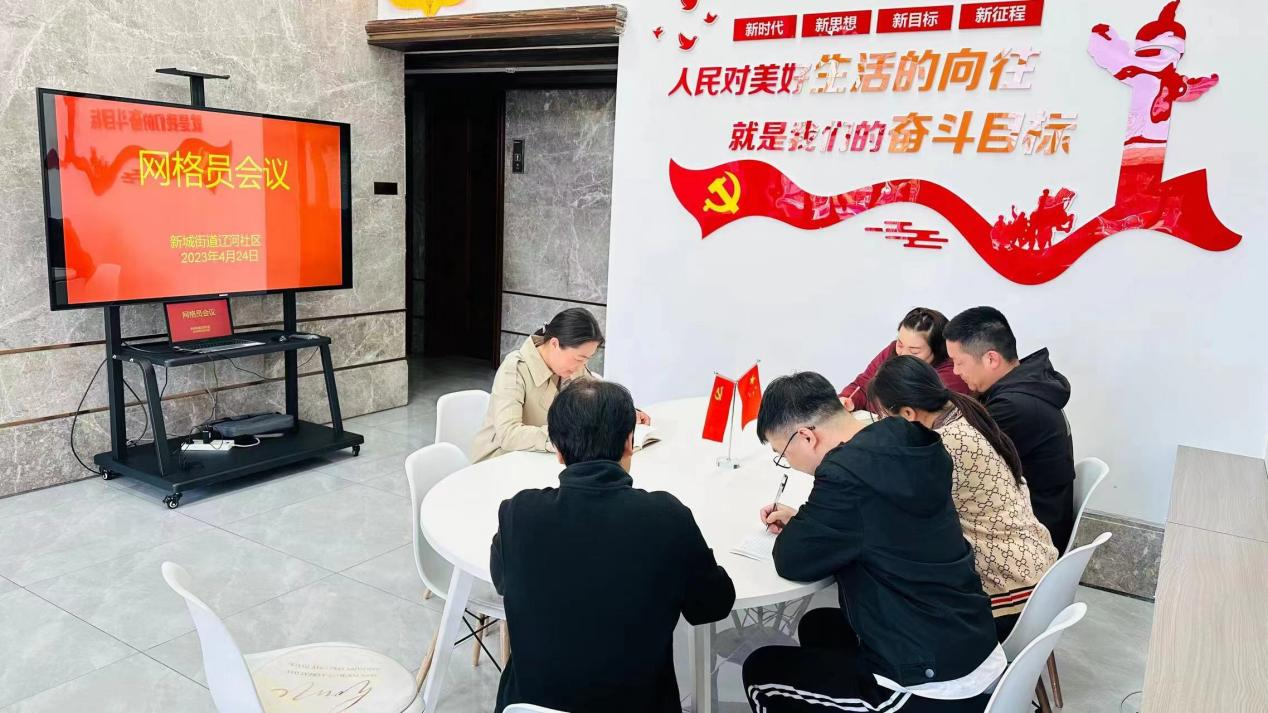 网格员会议
新城街道辽河社区
2023年4月24日
网格员会议
新时代 新思想 新目标 新征程
人民对美好生活的向往
就是我们的奋斗目标